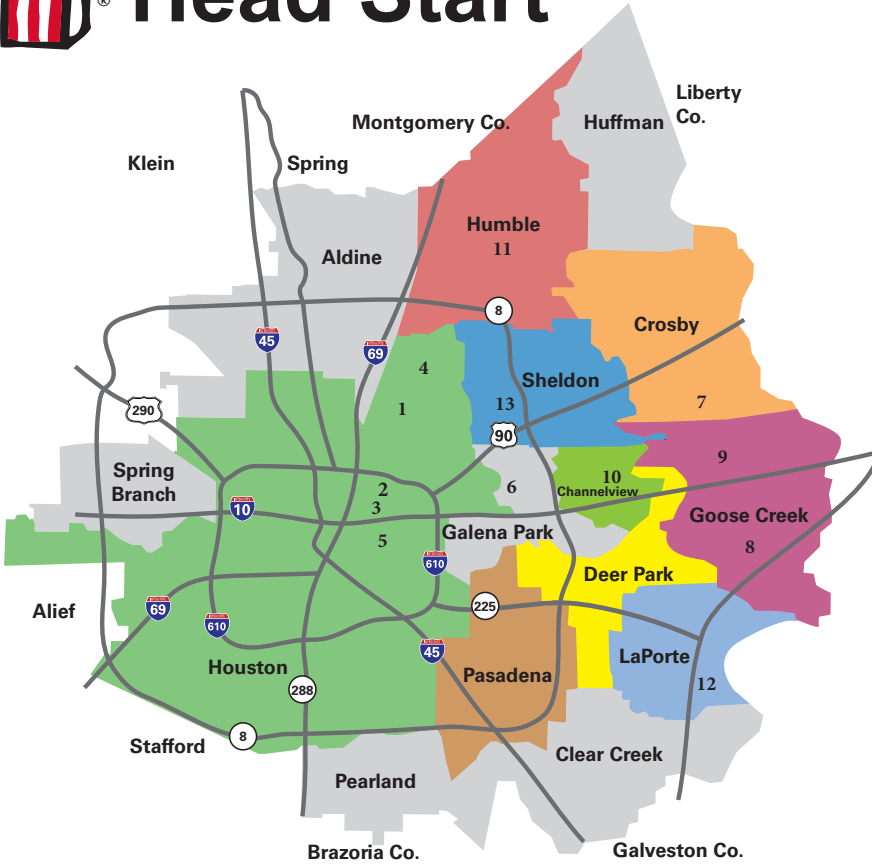 ® Head Start
Liberty
Co.
Montgomery Co.
Huffman
Klein
Spring
Humble
11
Aldine
8
Crosby
45
69
4
Sheldon
290
1
13
7
90
9
Spring
Branch
2
6
10
Channelview
3
10
Goose Creek
5
Galena Park
8
610
Deer Park
Alief
69
225
610
45
LaPorte
Houston
Pasadena
12
288
Stafford
8
Clear Creek
Pearland
Brazoria Co.
Galveston Co.